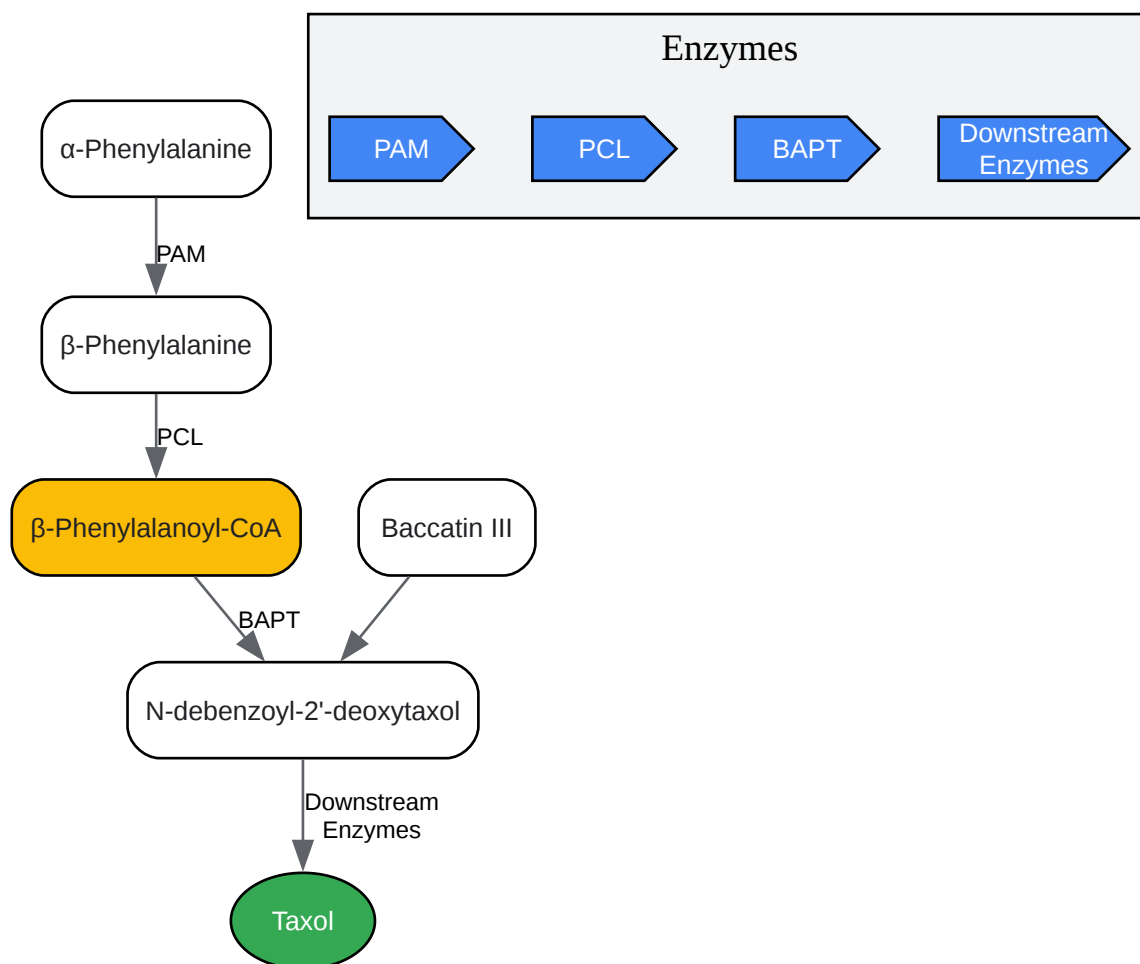 Enzymes
PAM
PCL
BAPT
Downstream
Enzymes
α-Phenylalanine
PAM
β-Phenylalanine
PCL
β-Phenylalanoyl-CoA
Baccatin III
BAPT
N-debenzoyl-2'-deoxytaxol
Downstream
Enzymes
Taxol